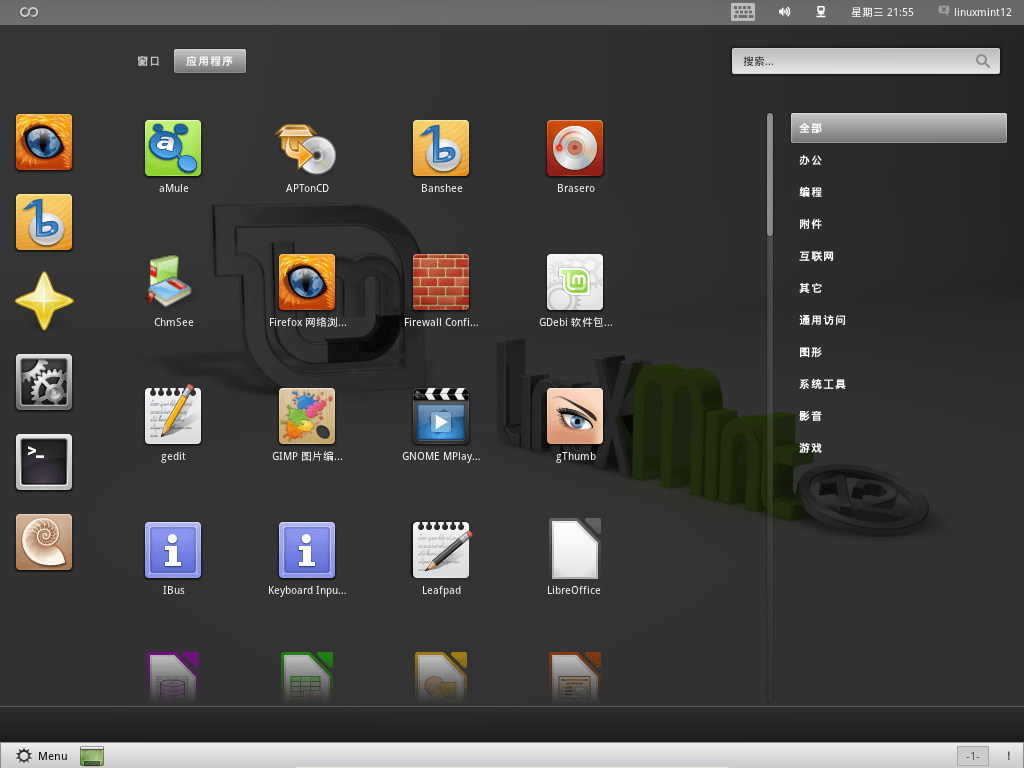 星期三 21:55
linuxmint12
窗口
应用程序
搜索...
全部
办公
编程
附件
互联网
其它
通用访问
图形
系统工具
影音
游戏
aMule
APTonCD
Banshee
Brasero
ChmSee
Firefox 网络浏...
Firewall Confi...
GDebi 软件包...
gedit
GIMP 图片编...
GNOME MPlay...
gThumb
IBus
Keyboard Inpu...
Leafpad
LibreOffice
LinuxMint
12
Menu
-1-
!